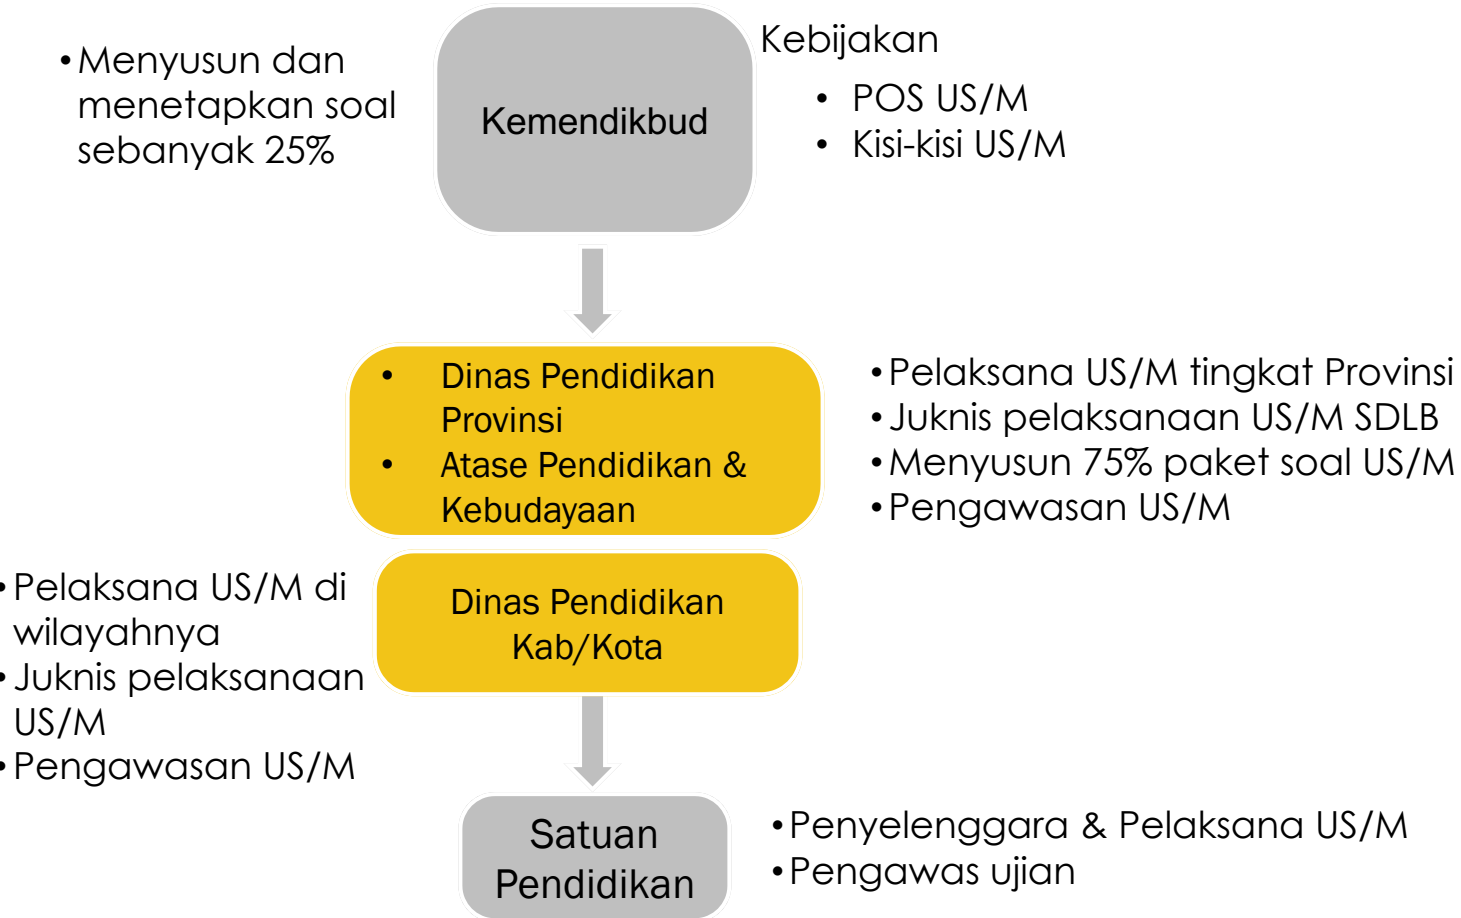 • Menyusun dan
menetapkan soal
sebanyak 25%
Kemendikbud
Kebijakan
• POS US/M
• Kisi-kisi US/M
• Dinas Pendidikan
Provinsi
• Atase Pendidikan &
Kebudayaan
• Pelaksana US/M tingkat Provinsi
• Juknis pelaksanaan US/M SDLB
• Menyusun 75% paket soal US/M
• Pengawasan US/M
• Pelaksana US/M di
wilayahnya
• Juknis pelaksanaan
US/M
• Pengawasan US/M
Dinas Pendidikan
Kab/Kota
Satuan
Pendidikan
• Penyelenggara & Pelaksana US/M
• Pengawas ujian